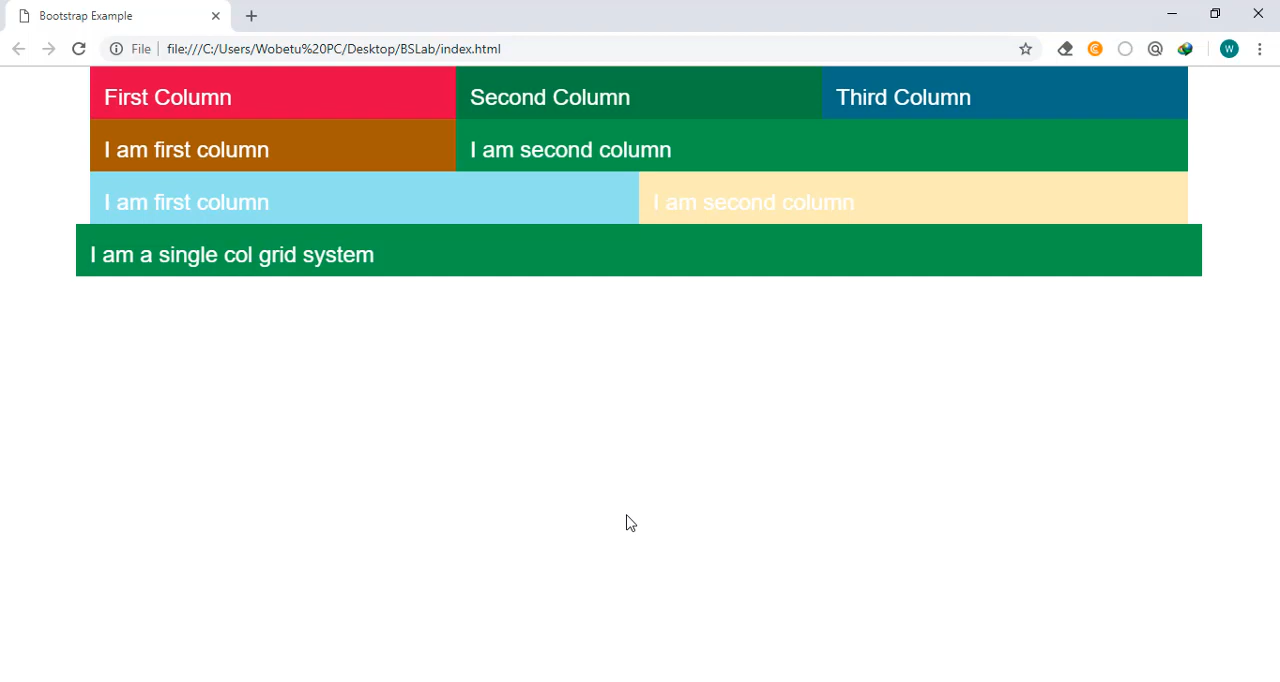 Bootstrap Example
File file:///C:/Users/Wobetu%20PC/Desktop/BSLab/index.html W
First Column Second Column Third Column
I am first column I am second column
I am first column I am second column
I am a single col grid system